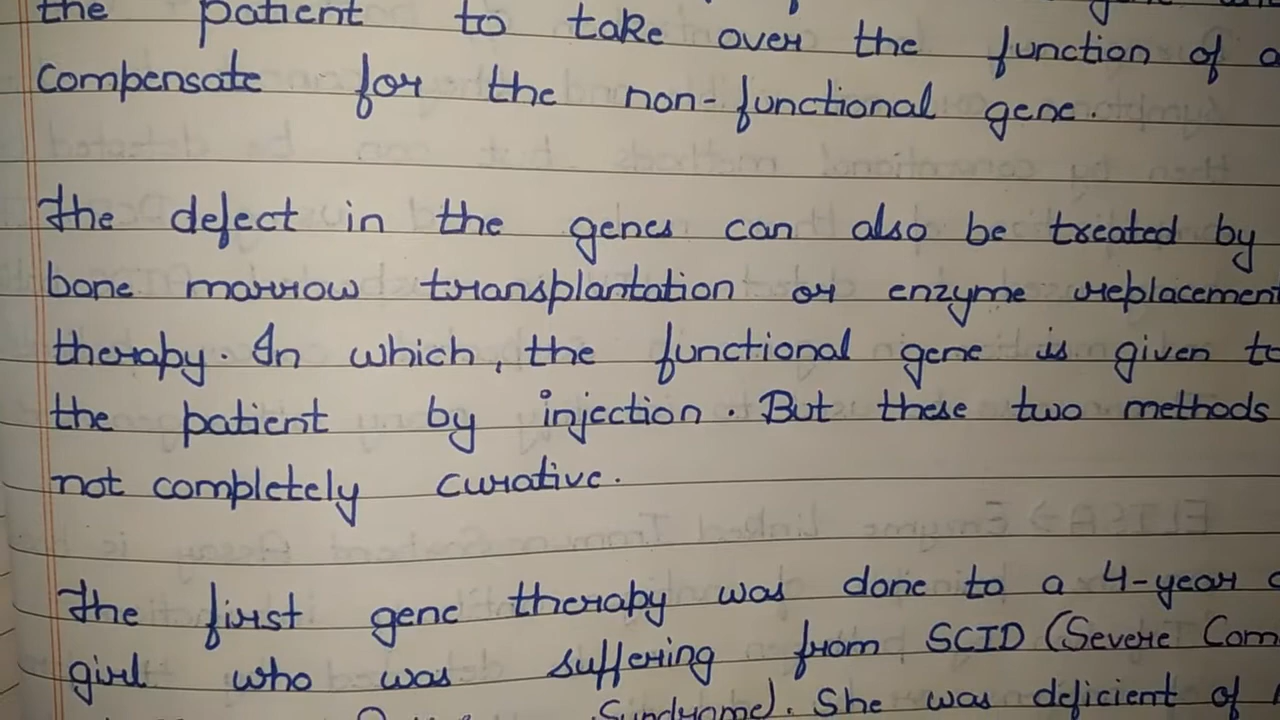 the patient to take over the function of a
compensate for the non-functional gene.
The defect in the genes can also be treated by
bone marrow transplantation or enzyme replacement
therapy. In which, the functional gene is given to
the patient by injection. But these two methods
not completely curative.
The first gene therapy was done to a 4-year
girl who was suffering from SCID (Severe Com
Syndrome). She was deficient of